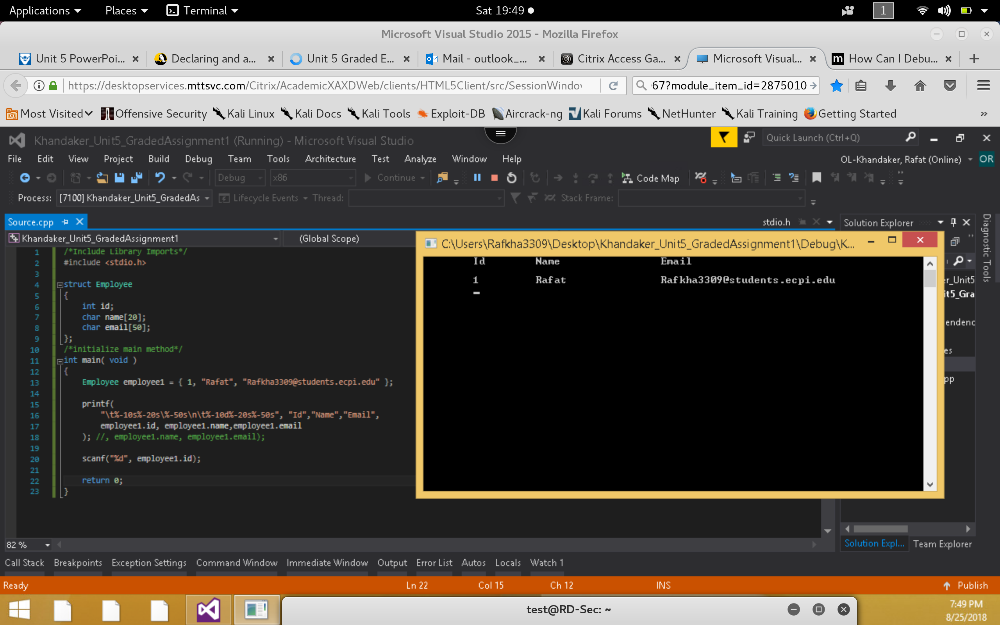 Applications Places Terminal Sat 19:49 1
Microsoft Visual Studio 2015 - Mozilla Firefox
Unit 5 PowerPoi... Declaring and a... Unit 5 Graded E... Mail - outlook_... Citrix Access Ga... Microsoft Visual... How Can I Debu...
https://desktopservices.mttsvc.com/Citrix/AcademicXAXDWeb/clients/HTML5Client/src/SessionWindow 67?module_item_id=2875010
Most Visited Offensive Security Kali Linux Kali Docs Kali Tools Exploit-DB Aircrack-ng Kali Forums NetHunter Kali Training Getting Started »
Khandaker_Unit5_GradedAssignment1 (Running) - Microsoft Visual Studio Quick Launch (Ctrl+Q)
File Edit View Project Build Debug Team Tools Architecture Test Analyze Window Help OL-Khandaker, Rafat (Online) OR
Debug x86 Continue Code Map
Process: [7100] Khandaker_Unit5_GradedAs Lifecycle Events Thread: Stack Frame:
Source.cpp stdio.h Solution Explorer Diagnostic Tools
Khandaker_Unit5_GradedAssignment1 (Global Scope)
C:\Users\Rafkha3309\Desktop\Khandaker_Unit5_GradedAssignment1\Debug\K...
Id Name Email
1 Rafat Rafkha3309@students.ecpi.edu
1 /*Include Library Imports*/
2 #include <stdio.h>
3
4 struct Employee
5 {
6 int id;
7 char name[20];
8 char email[50];
9 };
10 /*initialize main method*/
11 int main( void )
12 {
13 Employee employee1 = { 1, "Rafat", "Rafkha3309@students.ecpi.edu" };
14
15 printf(
16 "\t%-10s%-20s\%-50s\n\t%-10d%-20s%-50s", "Id","Name","Email",
17 employee1.id, employee1.name,employee1.email
18 ); //, employee1.name, employee1.email);
19
20 scanf("%d", employee1.id);
21
22 return 0;
23 }
er_Unit5
it5_Gra
endenc
es
pp
82 %
Solution Expl... Team Explorer
Call Stack Breakpoints Exception Settings Command Window Immediate Window Output Error List Autos Locals Watch 1
Ready Ln 22 Col 15 Ch 12 INS Publish
test@RD-Sec: ~
7:49 PM
8/25/2018